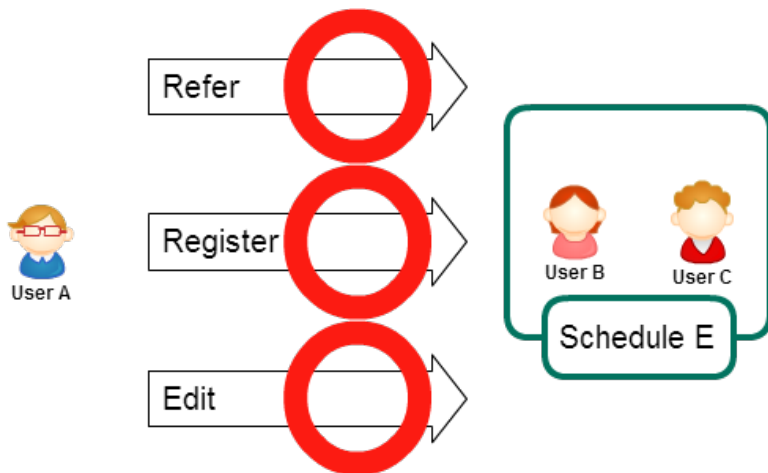 Refer
Register
Edit
User A
User B
User C
Schedule E